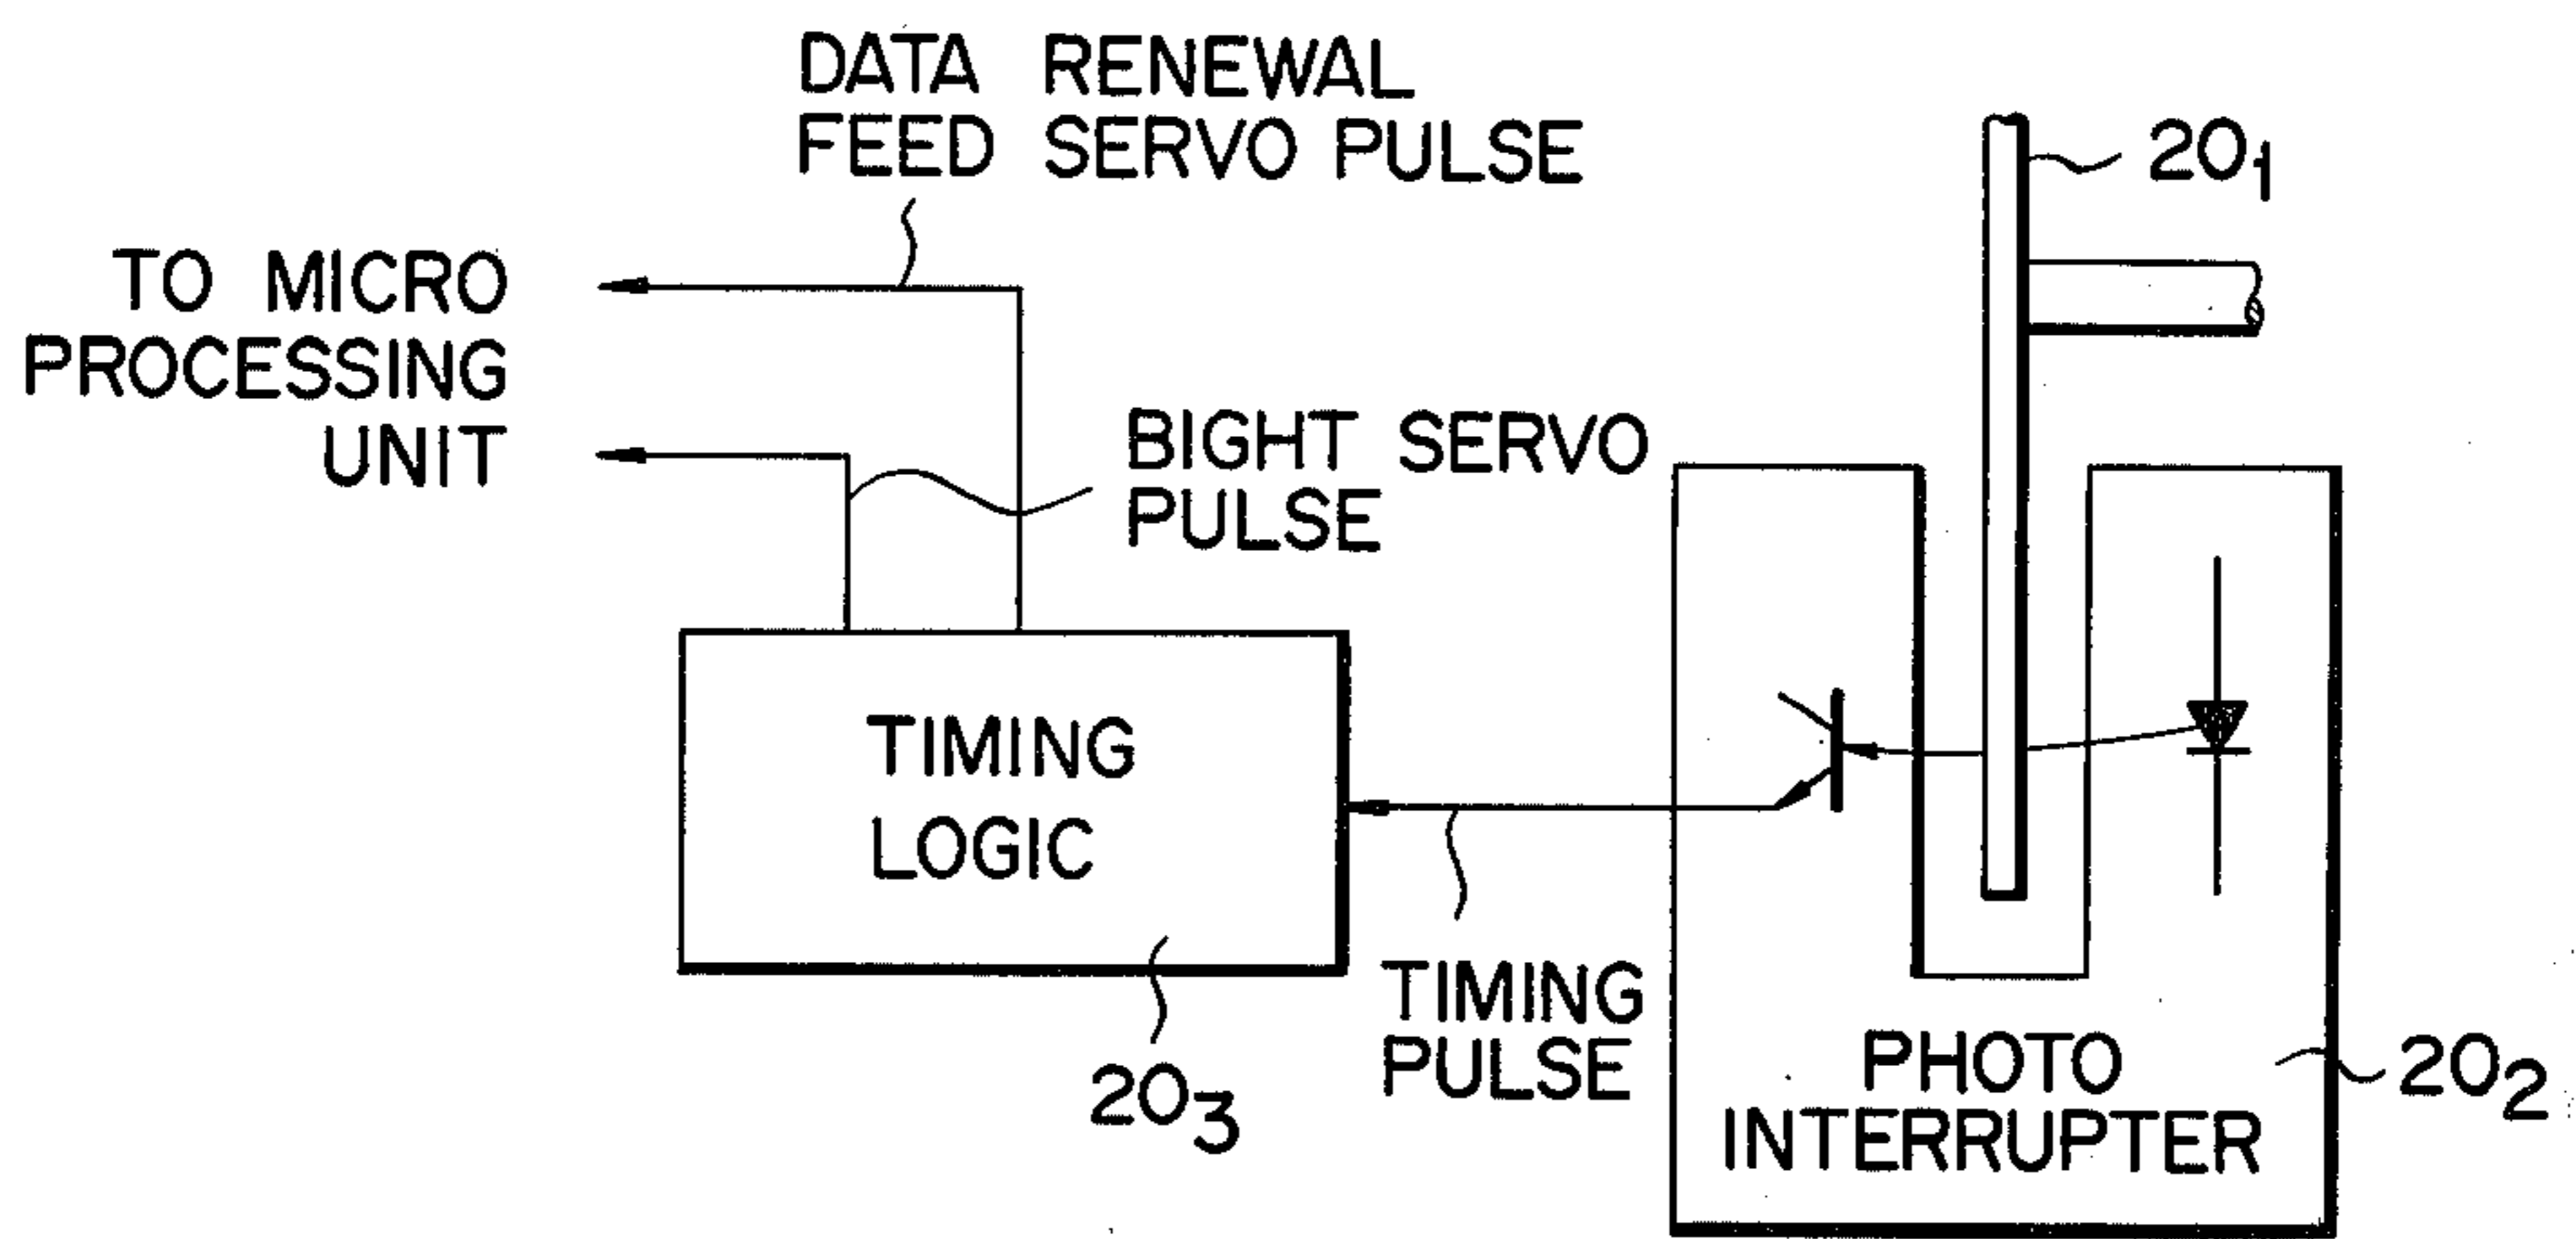 DATA RENEWAL
FEED SERVO PULSE
20₁
TO MICRO
PROCESSING
UNIT
BIGHT SERVO
PULSE
TIMING
LOGIC
TIMING
PULSE
20₃
PHOTO
INTERRUPTER
20₂